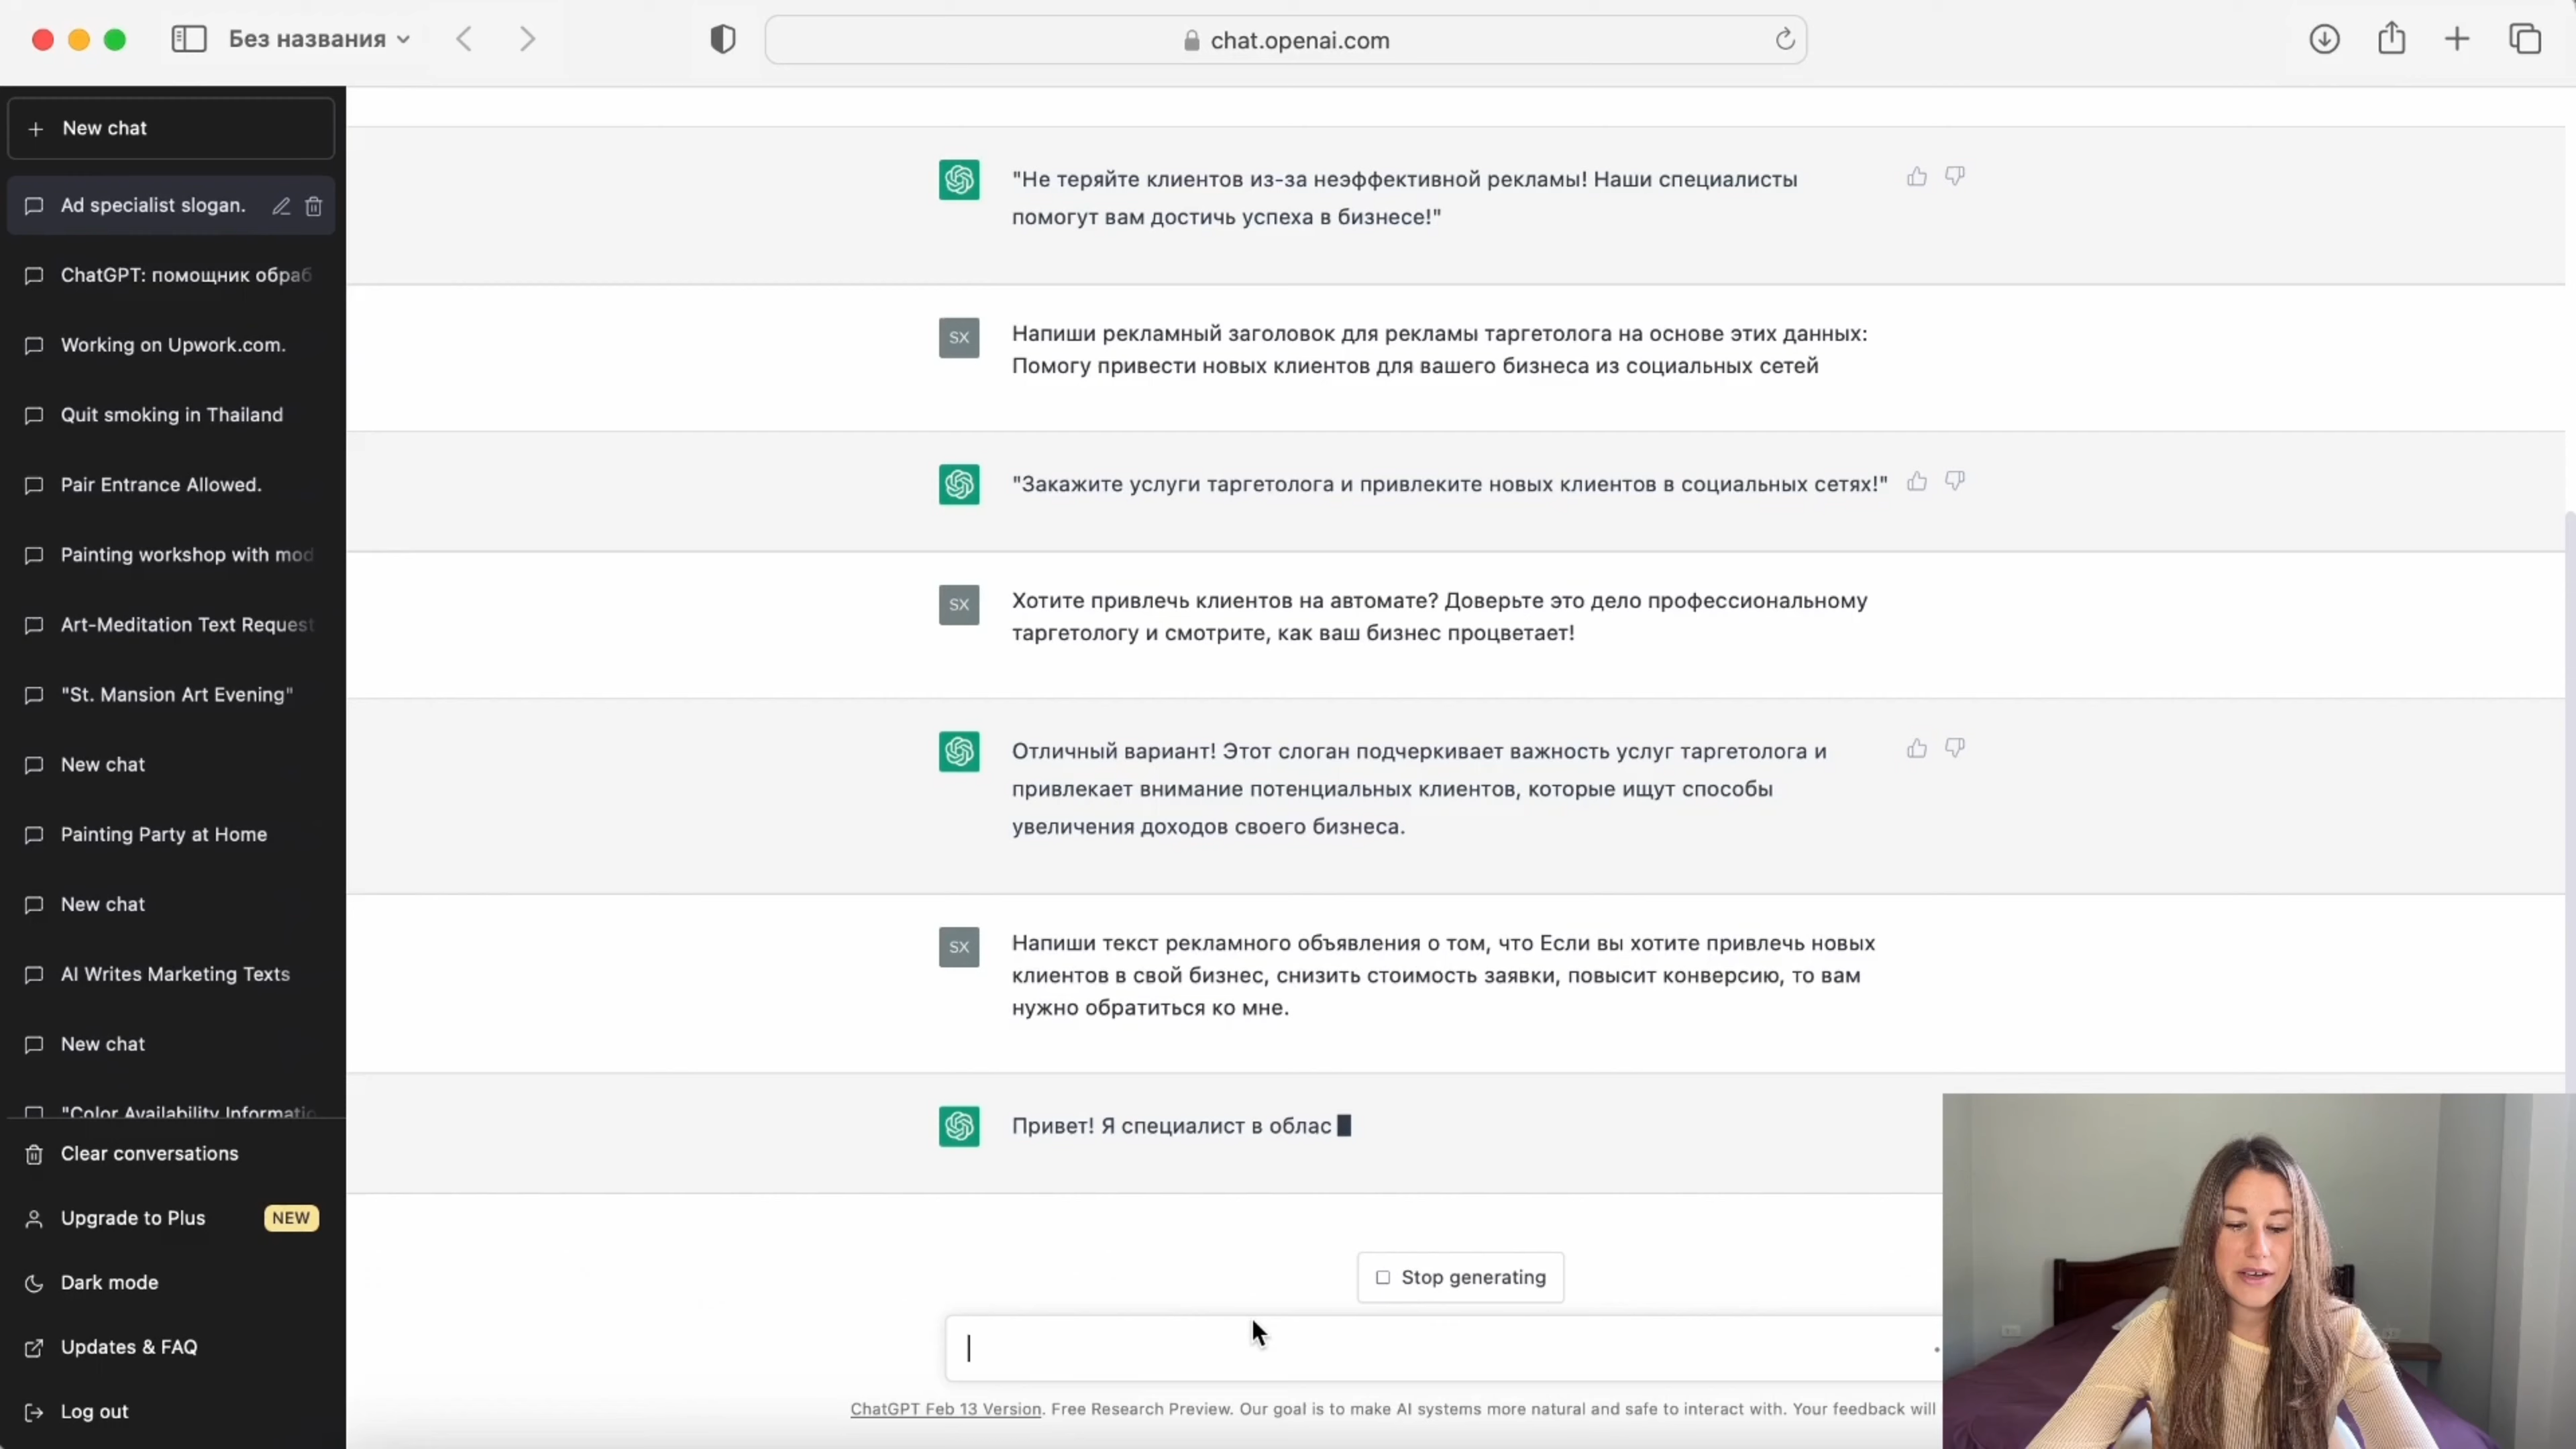 Без названия
chat.openai.com
New chat
Ad specialist slogan.
ChatGPT: помощник обраб
Working on Upwork.com.
Quit smoking in Thailand
Pair Entrance Allowed.
Painting workshop with mod
Art-Meditation Text Request
"St. Mansion Art Evening"
New chat
Painting Party at Home
New chat
AI Writes Marketing Texts
New chat
"Color Availability Informatio
Clear conversations
Upgrade to Plus NEW
Dark mode
Updates & FAQ
Log out
"Не теряйте клиентов из-за неэффективной рекламы! Наши специалисты
помогут вам достичь успеха в бизнесе!"
SX
Напиши рекламный заголовок для рекламы таргетолога на основе этих данных:
Помогу привести новых клиентов для вашего бизнеса из социальных сетей
"Закажите услуги таргетолога и привлеките новых клиентов в социальных сетях!"
SX
Хотите привлечь клиентов на автомате? Доверьте это дело профессиональному
таргетологу и смотрите, как ваш бизнес процветает!
Отличный вариант! Этот слоган подчеркивает важность услуг таргетолога и
привлекает внимание потенциальных клиентов, которые ищут способы
увеличения доходов своего бизнеса.
SX
Напиши текст рекламного объявления о том, что Если вы хотите привлечь новых
клиентов в свой бизнес, снизить стоимость заявки, повысит конверсию, то вам
нужно обратиться ко мне.
Привет! Я специалист в облас
Stop generating
ChatGPT Feb 13 Version. Free Research Preview. Our goal is to make AI systems more natural and safe to interact with. Your feedback will